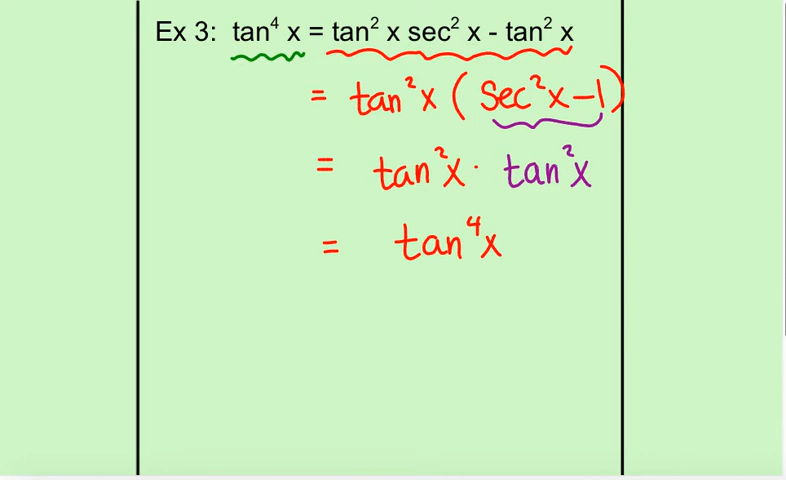 Ex 3: tan⁴ x = tan² x sec² x - tan² x
= tan²x (sec²x−1)
= tan²x · tan²x
= tan⁴x